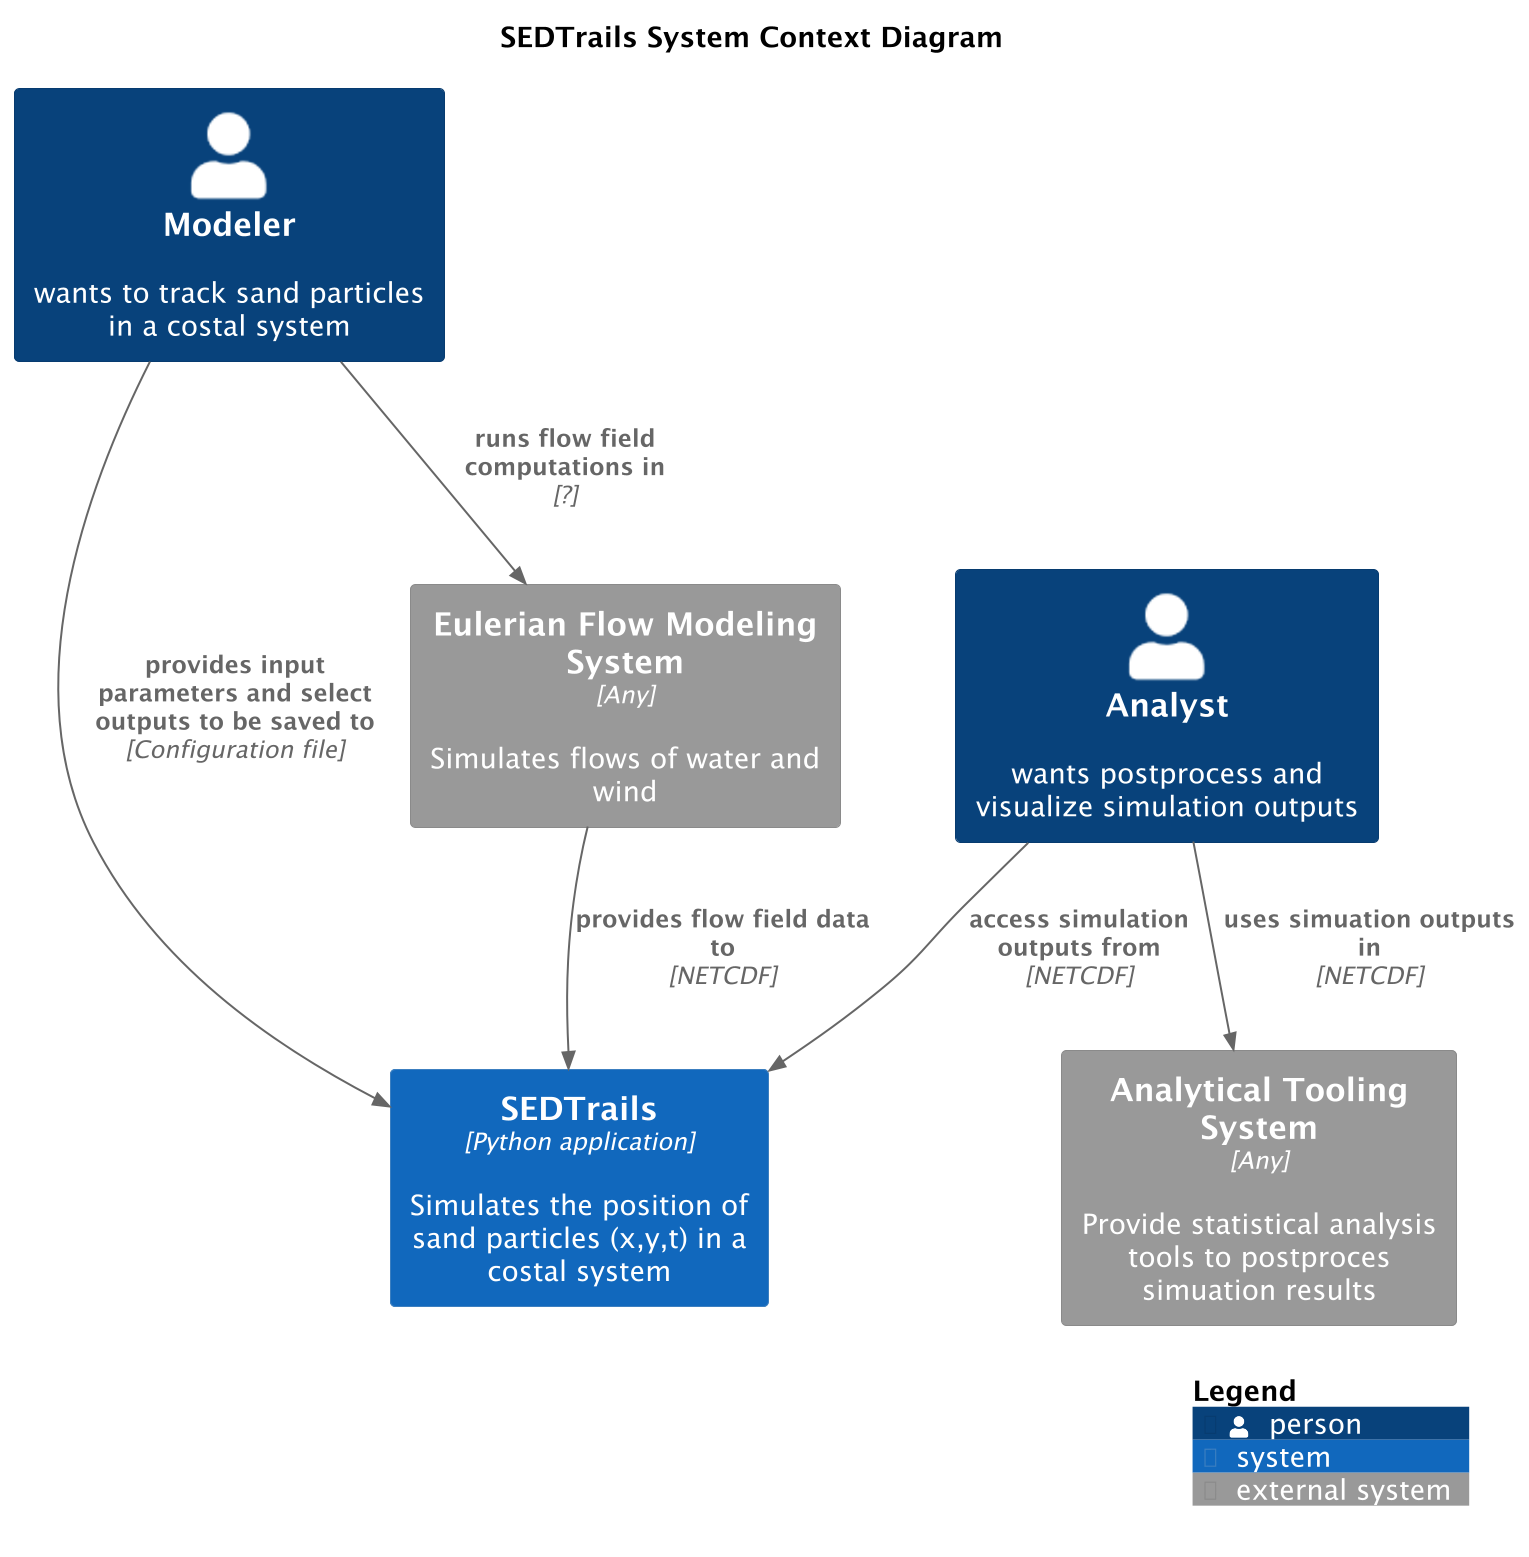 SEDTrails System Context Diagram
Modeler
wants to track sand particles
in a costal system
runs flow field
computations in
[?]
provides input
parameters and select
outputs to be saved to
[Configuration file]
Eulerian Flow Modeling
System
[Any]
Simulates flows of water and
wind
Analyst
wants postprocess and
visualize simulation outputs
provides flow field data
to
[NETCDF]
access simulation
outputs from
[NETCDF]
uses simuation outputs
in
[NETCDF]
SEDTrails
[Python application]
Simulates the position of
sand particles (x,y,t) in a
costal system
Analytical Tooling
System
[Any]
Provide statistical analysis
tools to postproces
simuation results
Legend
person
system
external system